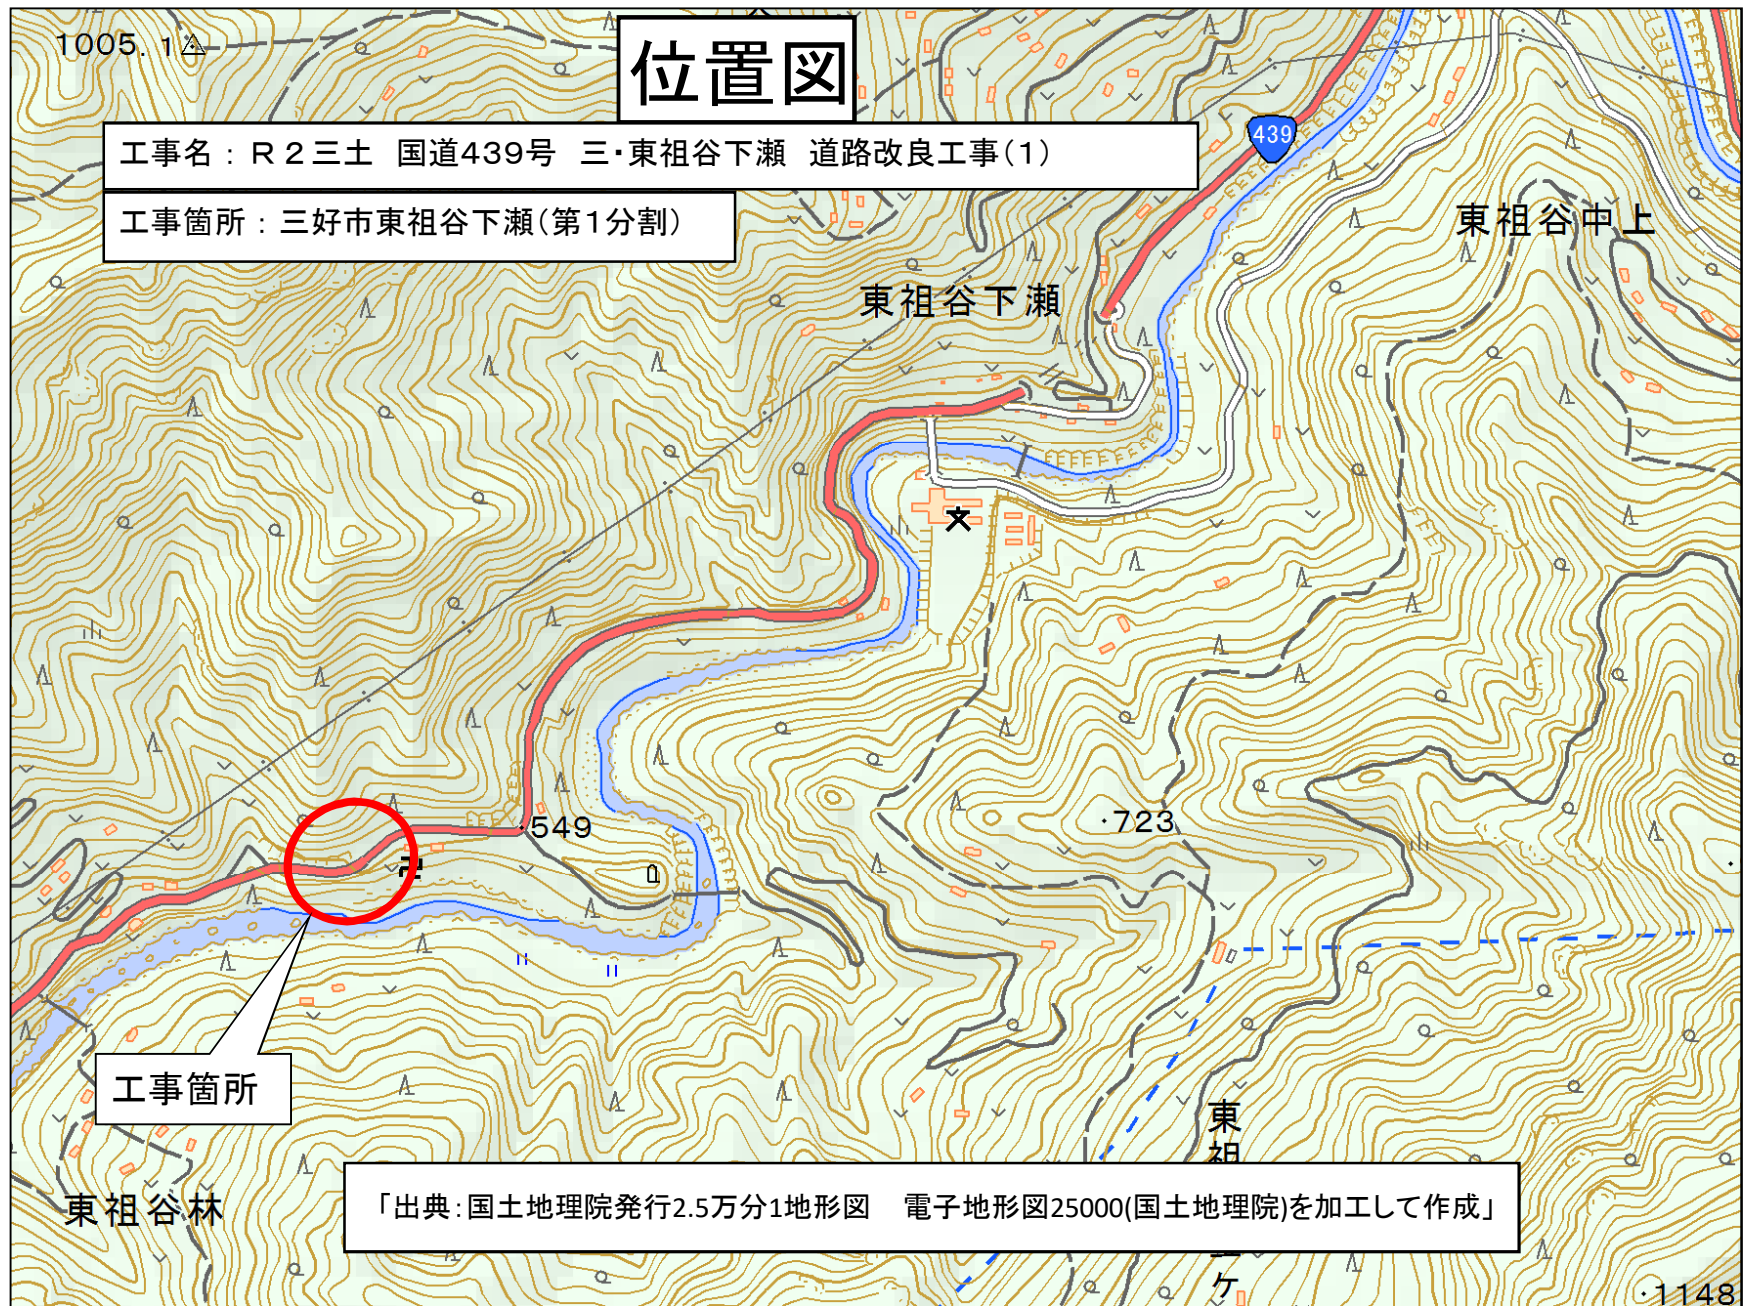 1005.1
位置図
工事名：Ｒ２三土　国道439号　三・東祖谷下瀬　道路改良工事（1）
439
工事箇所：三好市東祖谷下瀬（第1分割）
東祖谷中上
東祖谷下瀬
549
723
工事箇所
東祖
東祖谷林
「出典：国土地理院発行2.5万分1地形図　電子地形図25000(国土地理院)を加工して作成」
ケ
1148